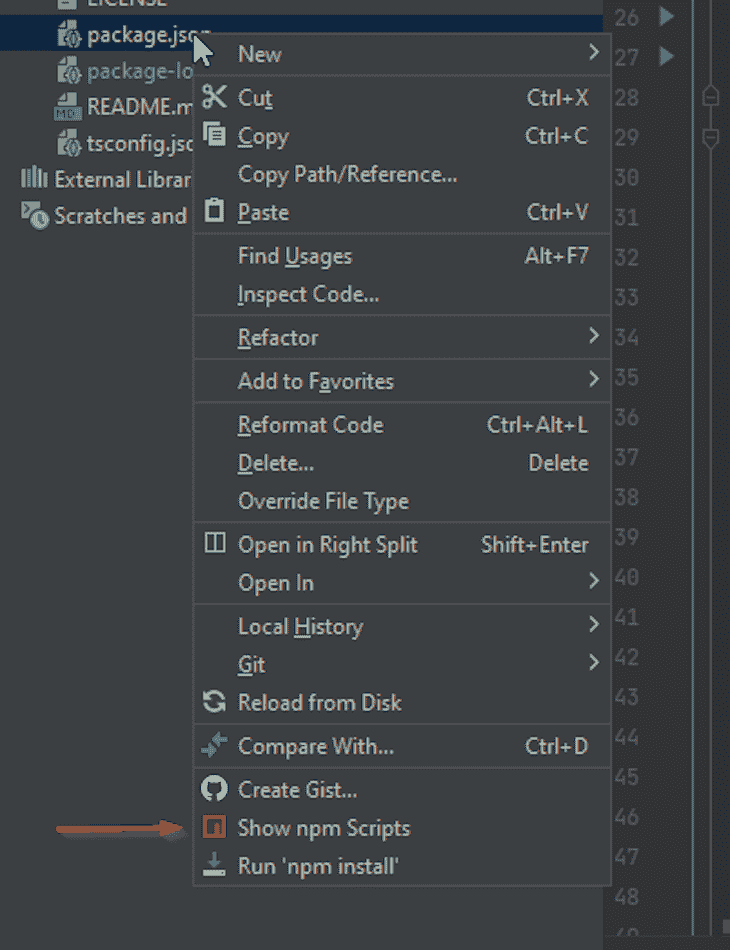 LICENSE
package.json
package-lo
README.m
tsconfig.jsc
External Librar
Scratches and
New
Cut Ctrl+X
Copy Ctrl+C
Copy Path/Reference...
Paste Ctrl+V
Find Usages Alt+F7
Inspect Code...
Refactor
Add to Favorites
Reformat Code Ctrl+Alt+L
Delete... Delete
Override File Type
Open in Right Split Shift+Enter
Open In
Local History
Git
Reload from Disk
Compare With... Ctrl+D
Create Gist...
Show npm Scripts
Run 'npm install'
26
27
28
29
30
31
32
33
34
35
36
37
38
39
40
41
42
43
44
45
46
47
48
49